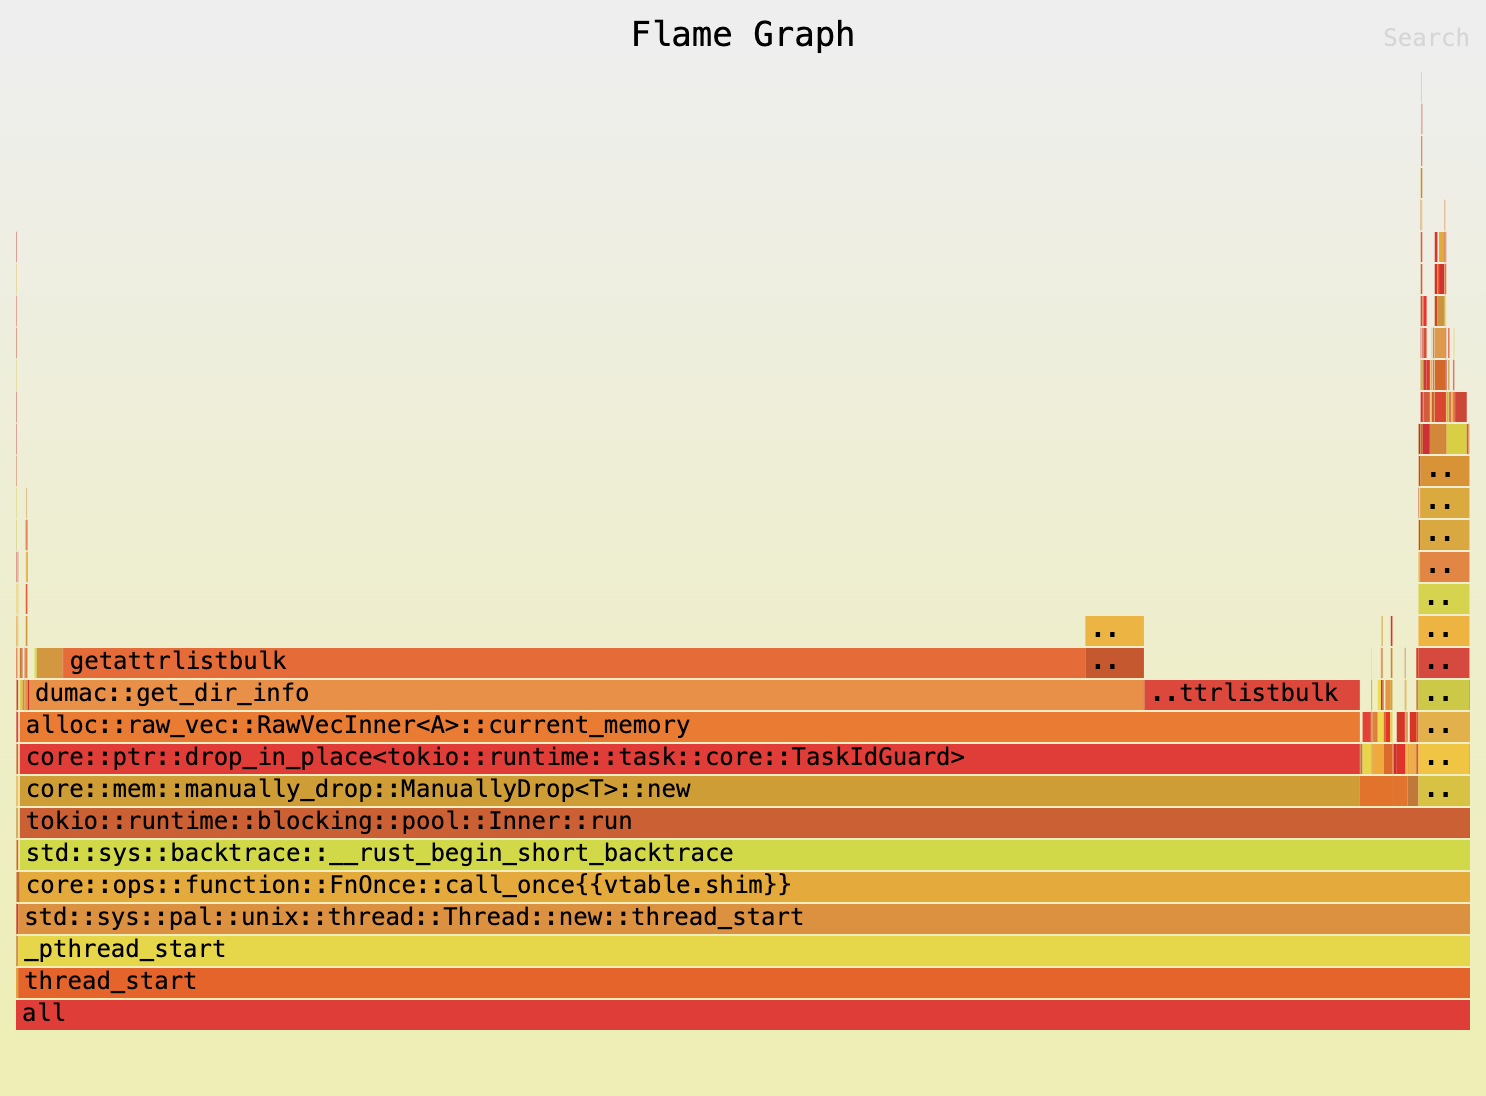 Flame Graph
Search
..
..
..
..
..
..
getattrlistbulk
..
..
..
dumac::get_dir_info
..ttrlistbulk
..
alloc::raw_vec::RawVecInner<A>::current_memory
..
core::ptr::drop_in_place<tokio::runtime::task::core::TaskIdGuard>
..
core::mem::manually_drop::ManuallyDrop<T>::new
..
tokio::runtime::blocking::pool::Inner::run
std::sys::backtrace::__rust_begin_short_backtrace
core::ops::function::FnOnce::call_once{{vtable.shim}}
std::sys::pal::unix::thread::Thread::new::thread_start
_pthread_start
thread_start
all